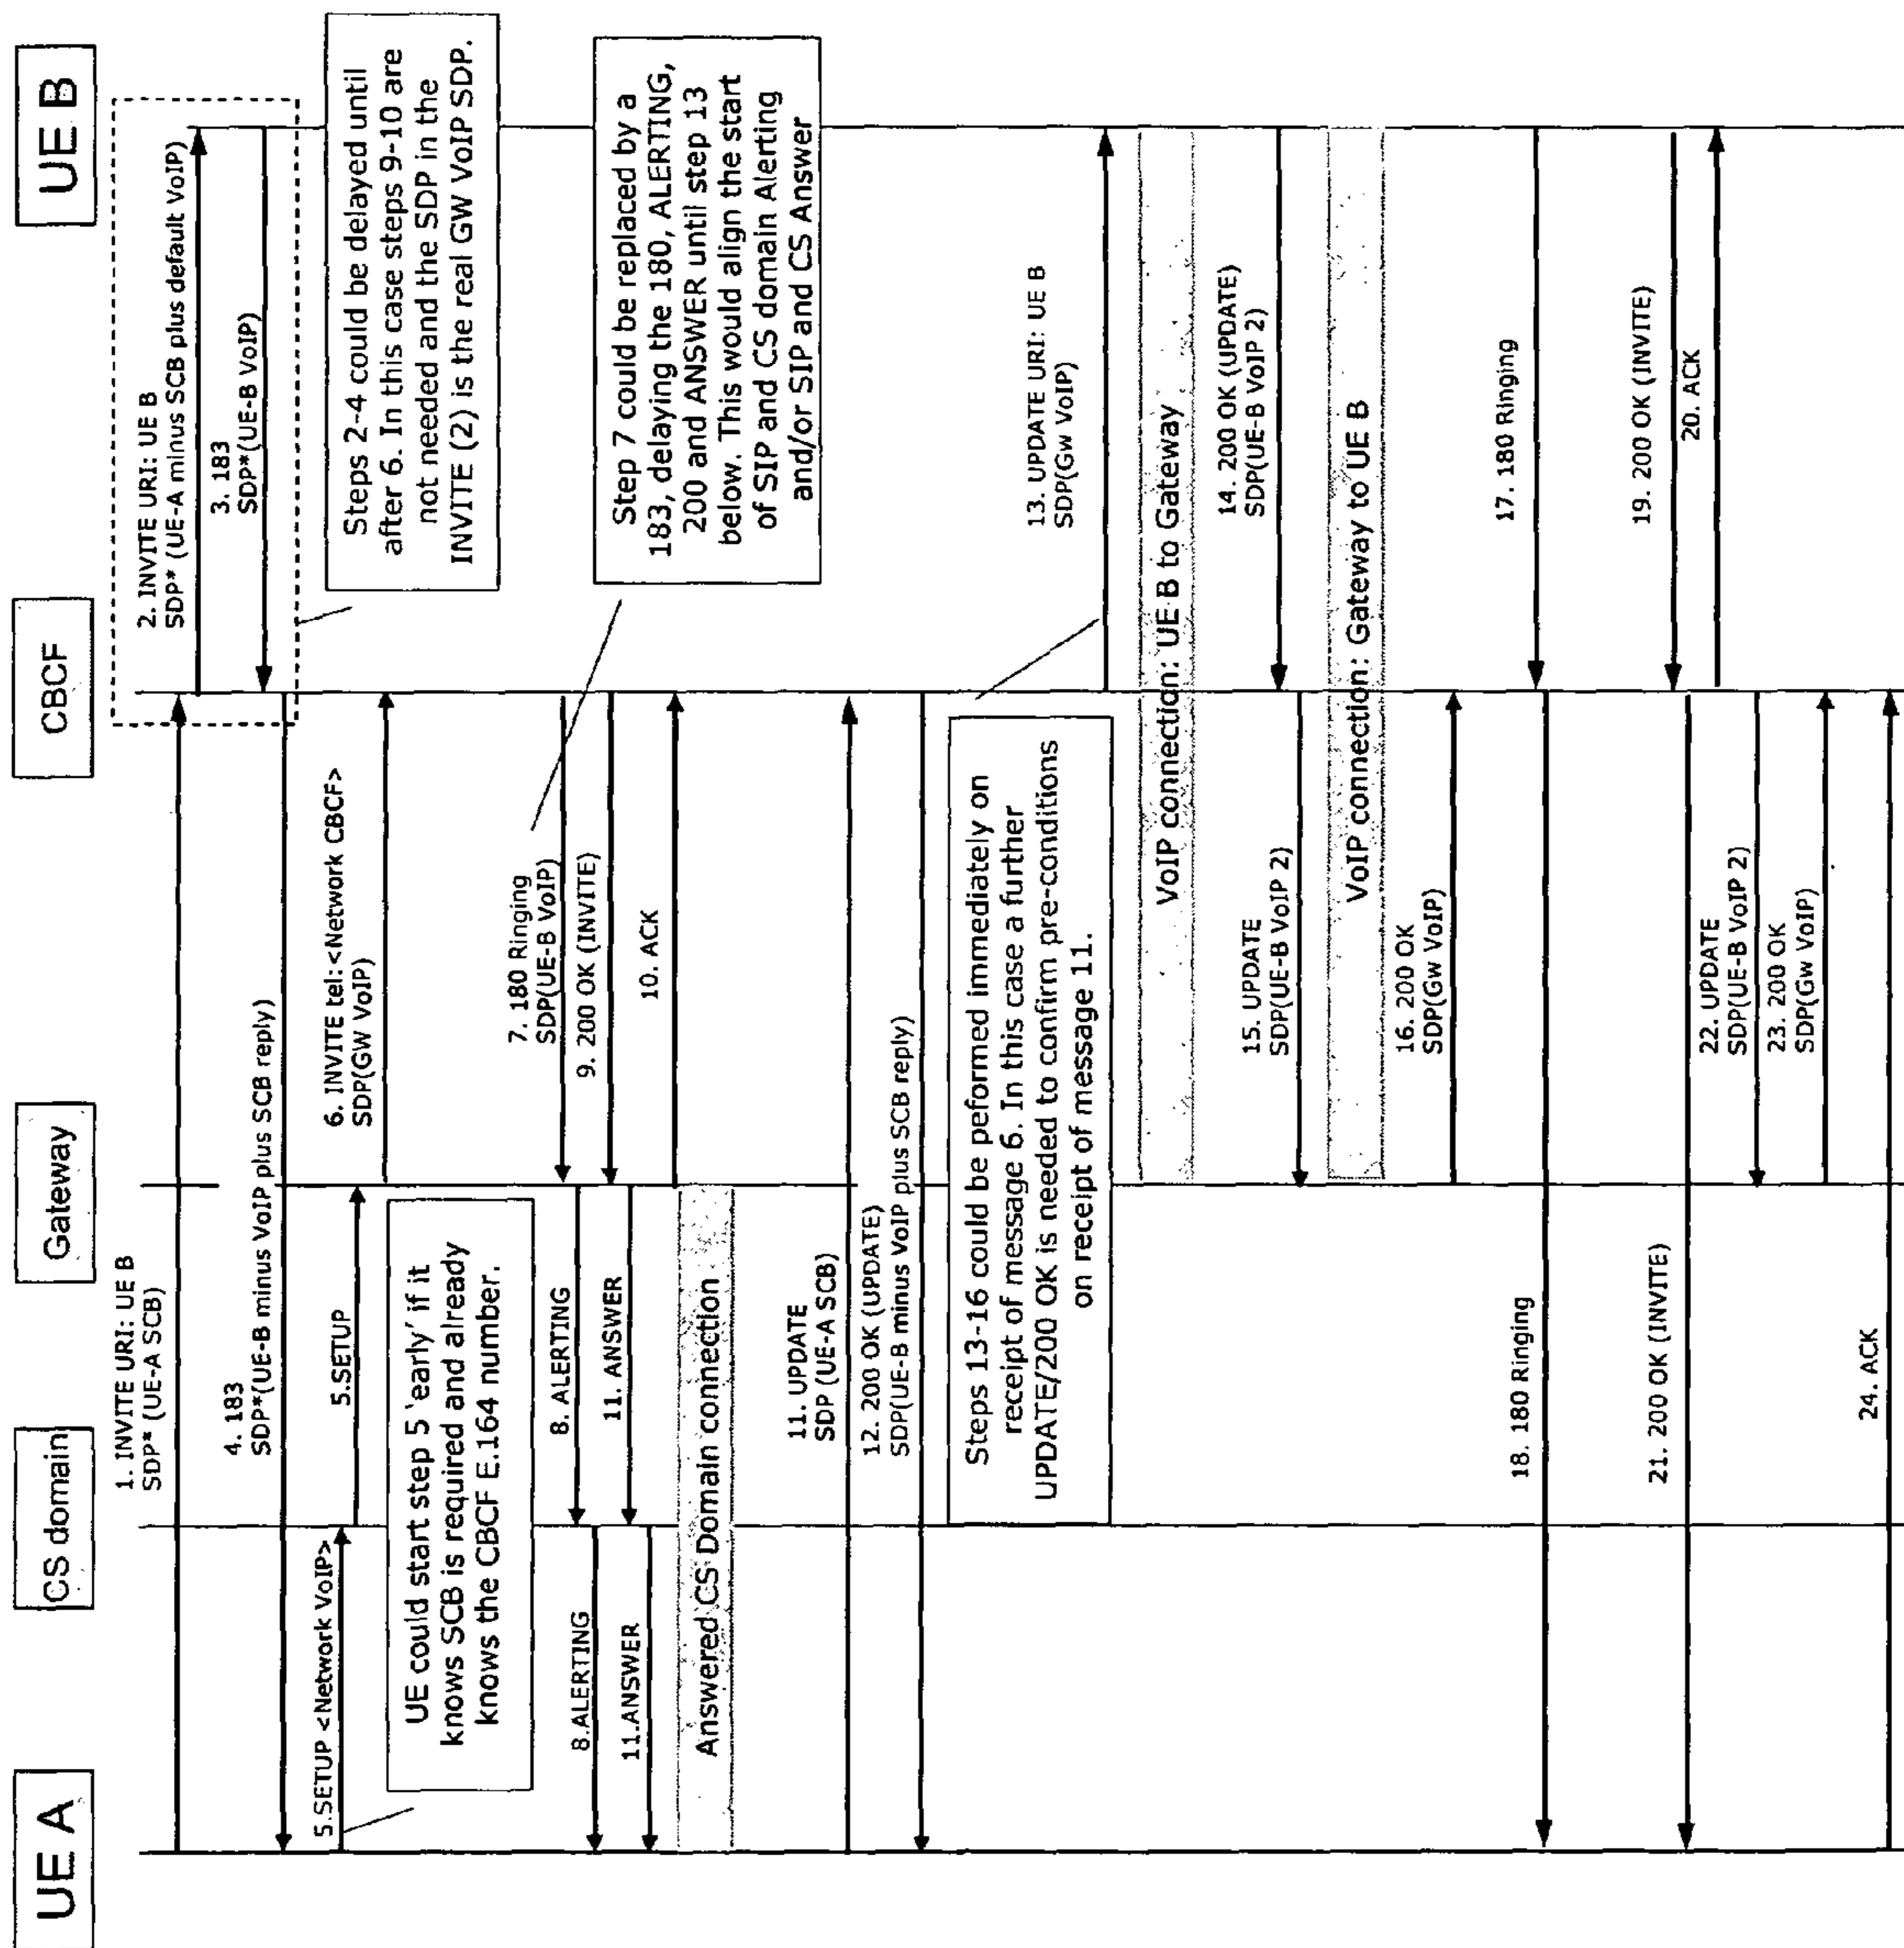 UE A
CS domain
Gateway
CBCF
UE B
1. INVITE URI: UE B
SDP* (UE-A SCB)
2. INVITE URI: UE B
SDP* (UE-A minus SCB plus default VoIP)
3. 183
SDP*(UE-B VoIP)
4. 183
SDP*(UE-B minus VoIP plus SCB reply)
Steps 2-4 could be delayed until
after 6. In this case steps 9-10 are
not needed and the SDP in the
INVITE (2) is the real GW VoIP SDP.
5.SETUP <Network VoIP>
5.SETUP
6. INVITE tel:<Network CBCF>
SDP(GW VoIP)
UE could start step 5 'early' if it
knows SCB is required and already
knows the CBCF E.164 number.
Step 7 could be replaced by a
183, delaying the 180, ALERTING,
200 and ANSWER until step 13
below. This would align the start
of SIP and CS domain Alerting
and/or SIP and CS Answer
7. 180 Ringing
SDP(UE-B VoIP)
8. ALERTING
8.ALERTING
9. 200 OK (INVITE)
11. ANSWER
11.ANSWER
10. ACK
Answered CS Domain connection
11. UPDATE
SDP (UE-A SCB)
12. 200 OK (UPDATE)
SDP(UE-B minus VoIP plus SCB reply)
Steps 13-16 could be peformed immediately on
receipt of message 6. In this case a further
UPDATE/200 OK is needed to confirm pre-conditions
on receipt of message 11.
13. UPDATE URI: UE B
SDP(Gw VoIP)
VoIP connection: UE B to Gateway
14. 200 OK (UPDATE)
SDP(UE-B VoIP 2)
15. UPDATE
SDP(UE-B VoIP 2)
VoIP connection: Gateway to UE B
16. 200 OK
SDP(Gw VoIP)
17. 180 Ringing
18. 180 Ringing
19. 200 OK (INVITE)
20. ACK
21. 200 OK (INVITE)
22. UPDATE
SDP(UE-B VoIP 2)
23. 200 OK
SDP(Gw VoIP)
24. ACK